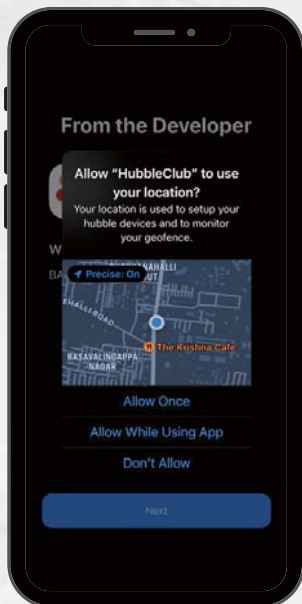 From the Developer
Allow “HubbleClub” to use
your location?
Your location is used to setup your
hubble devices and to monitor
your geofence.
Precise: On
BASAVALINGAPPA
NAGAR
The Krishna Cafe
Allow Once
Allow While Using App
Don't Allow
Next